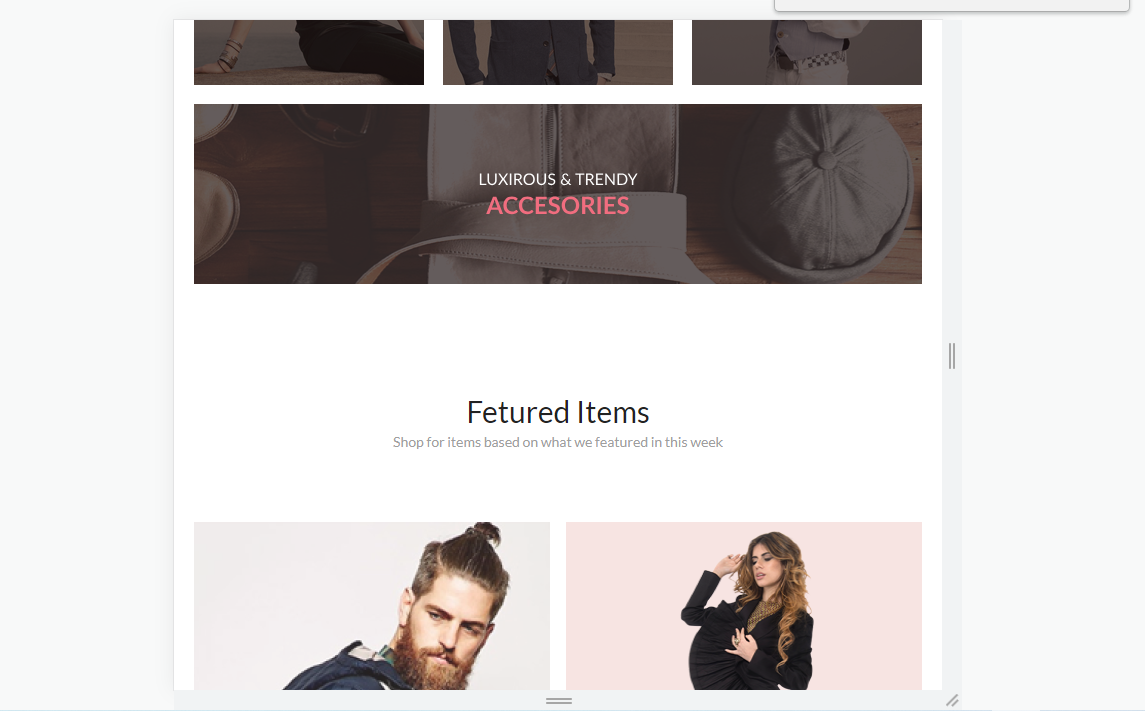 LUXIROUS & TRENDY
ACCESORIES
Fetured Items
Shop for items based on what we featured in this week